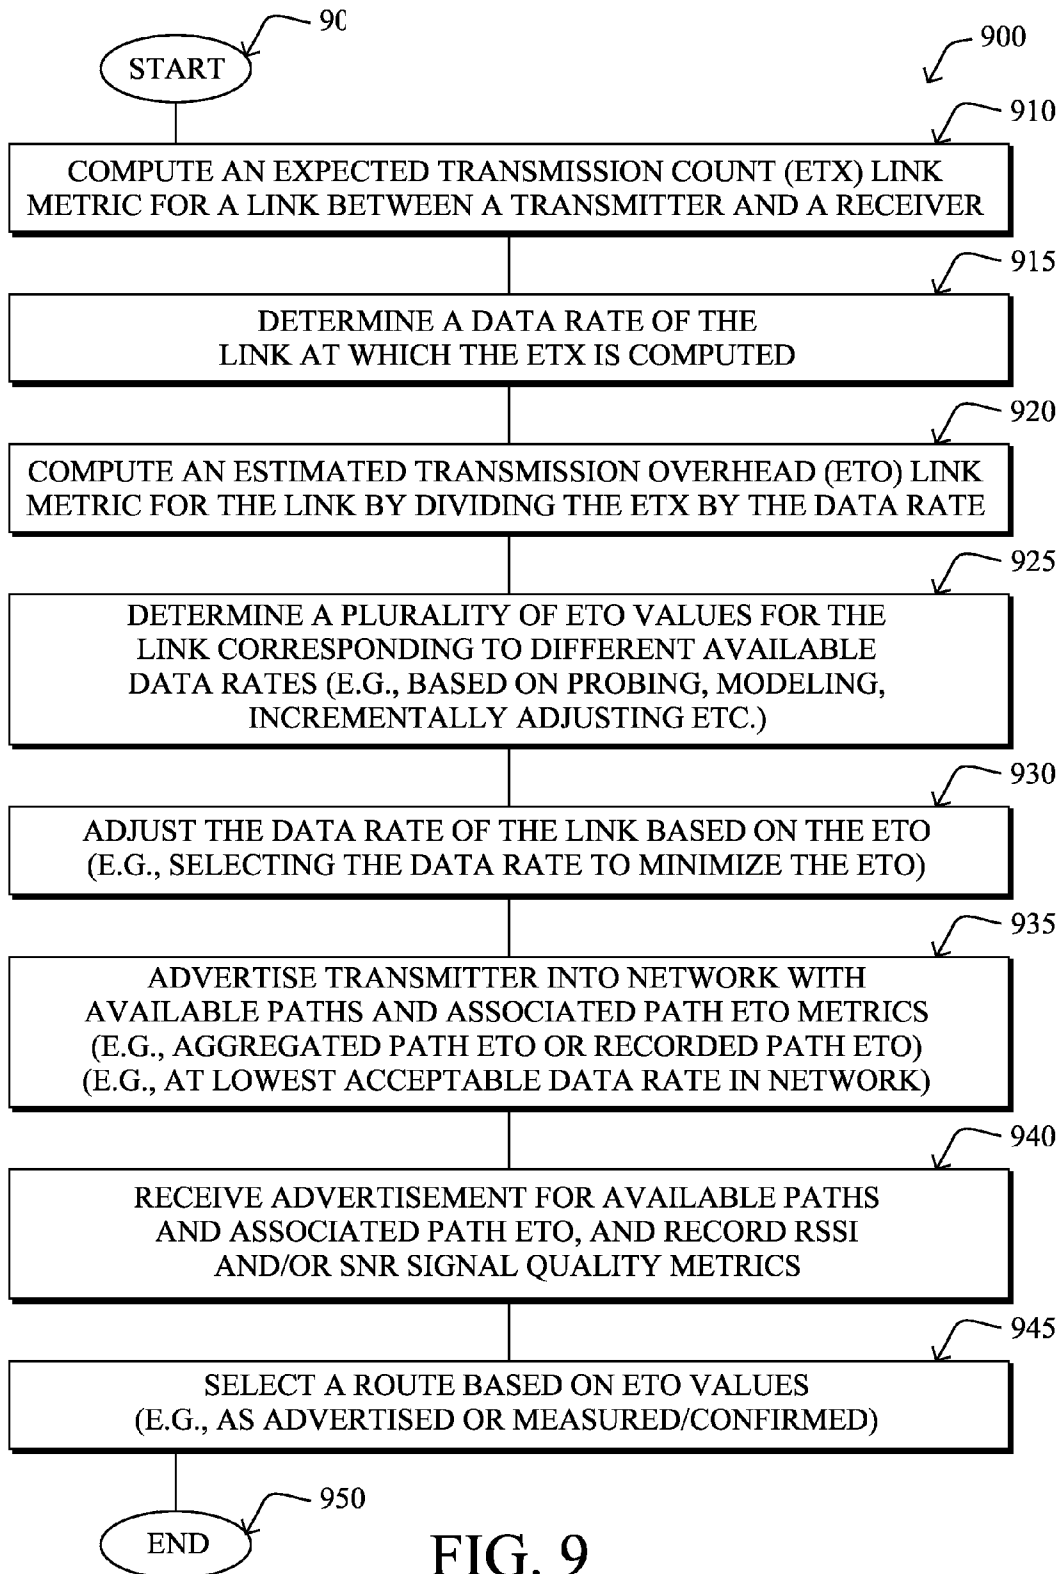 90
START
900
910
COMPUTE AN EXPECTED TRANSMISSION COUNT (ETX) LINK
METRIC FOR A LINK BETWEEN A TRANSMITTER AND A RECEIVER
915
DETERMINE A DATA RATE OF THE
LINK AT WHICH THE ETX IS COMPUTED
920
COMPUTE AN ESTIMATED TRANSMISSION OVERHEAD (ETO) LINK
METRIC FOR THE LINK BY DIVIDING THE ETX BY THE DATA RATE
925
DETERMINE A PLURALITY OF ETO VALUES FOR THE
LINK CORRESPONDING TO DIFFERENT AVAILABLE
DATA RATES (E.G., BASED ON PROBING, MODELING,
INCREMENTALLY ADJUSTING ETC.)
930
ADJUST THE DATA RATE OF THE LINK BASED ON THE ETO
(E.G., SELECTING THE DATA RATE TO MINIMIZE THE ETO)
935
ADVERTISE TRANSMITTER INTO NETWORK WITH
AVAILABLE PATHS AND ASSOCIATED PATH ETO METRICS
(E.G., AGGREGATED PATH ETO OR RECORDED PATH ETO)
(E.G., AT LOWEST ACCEPTABLE DATA RATE IN NETWORK)
940
RECEIVE ADVERTISEMENT FOR AVAILABLE PATHS
AND ASSOCIATED PATH ETO, AND RECORD RSSI
AND/OR SNR SIGNAL QUALITY METRICS
945
SELECT A ROUTE BASED ON ETO VALUES
(E.G., AS ADVERTISED OR MEASURED/CONFIRMED)
950
END
FIG. 9